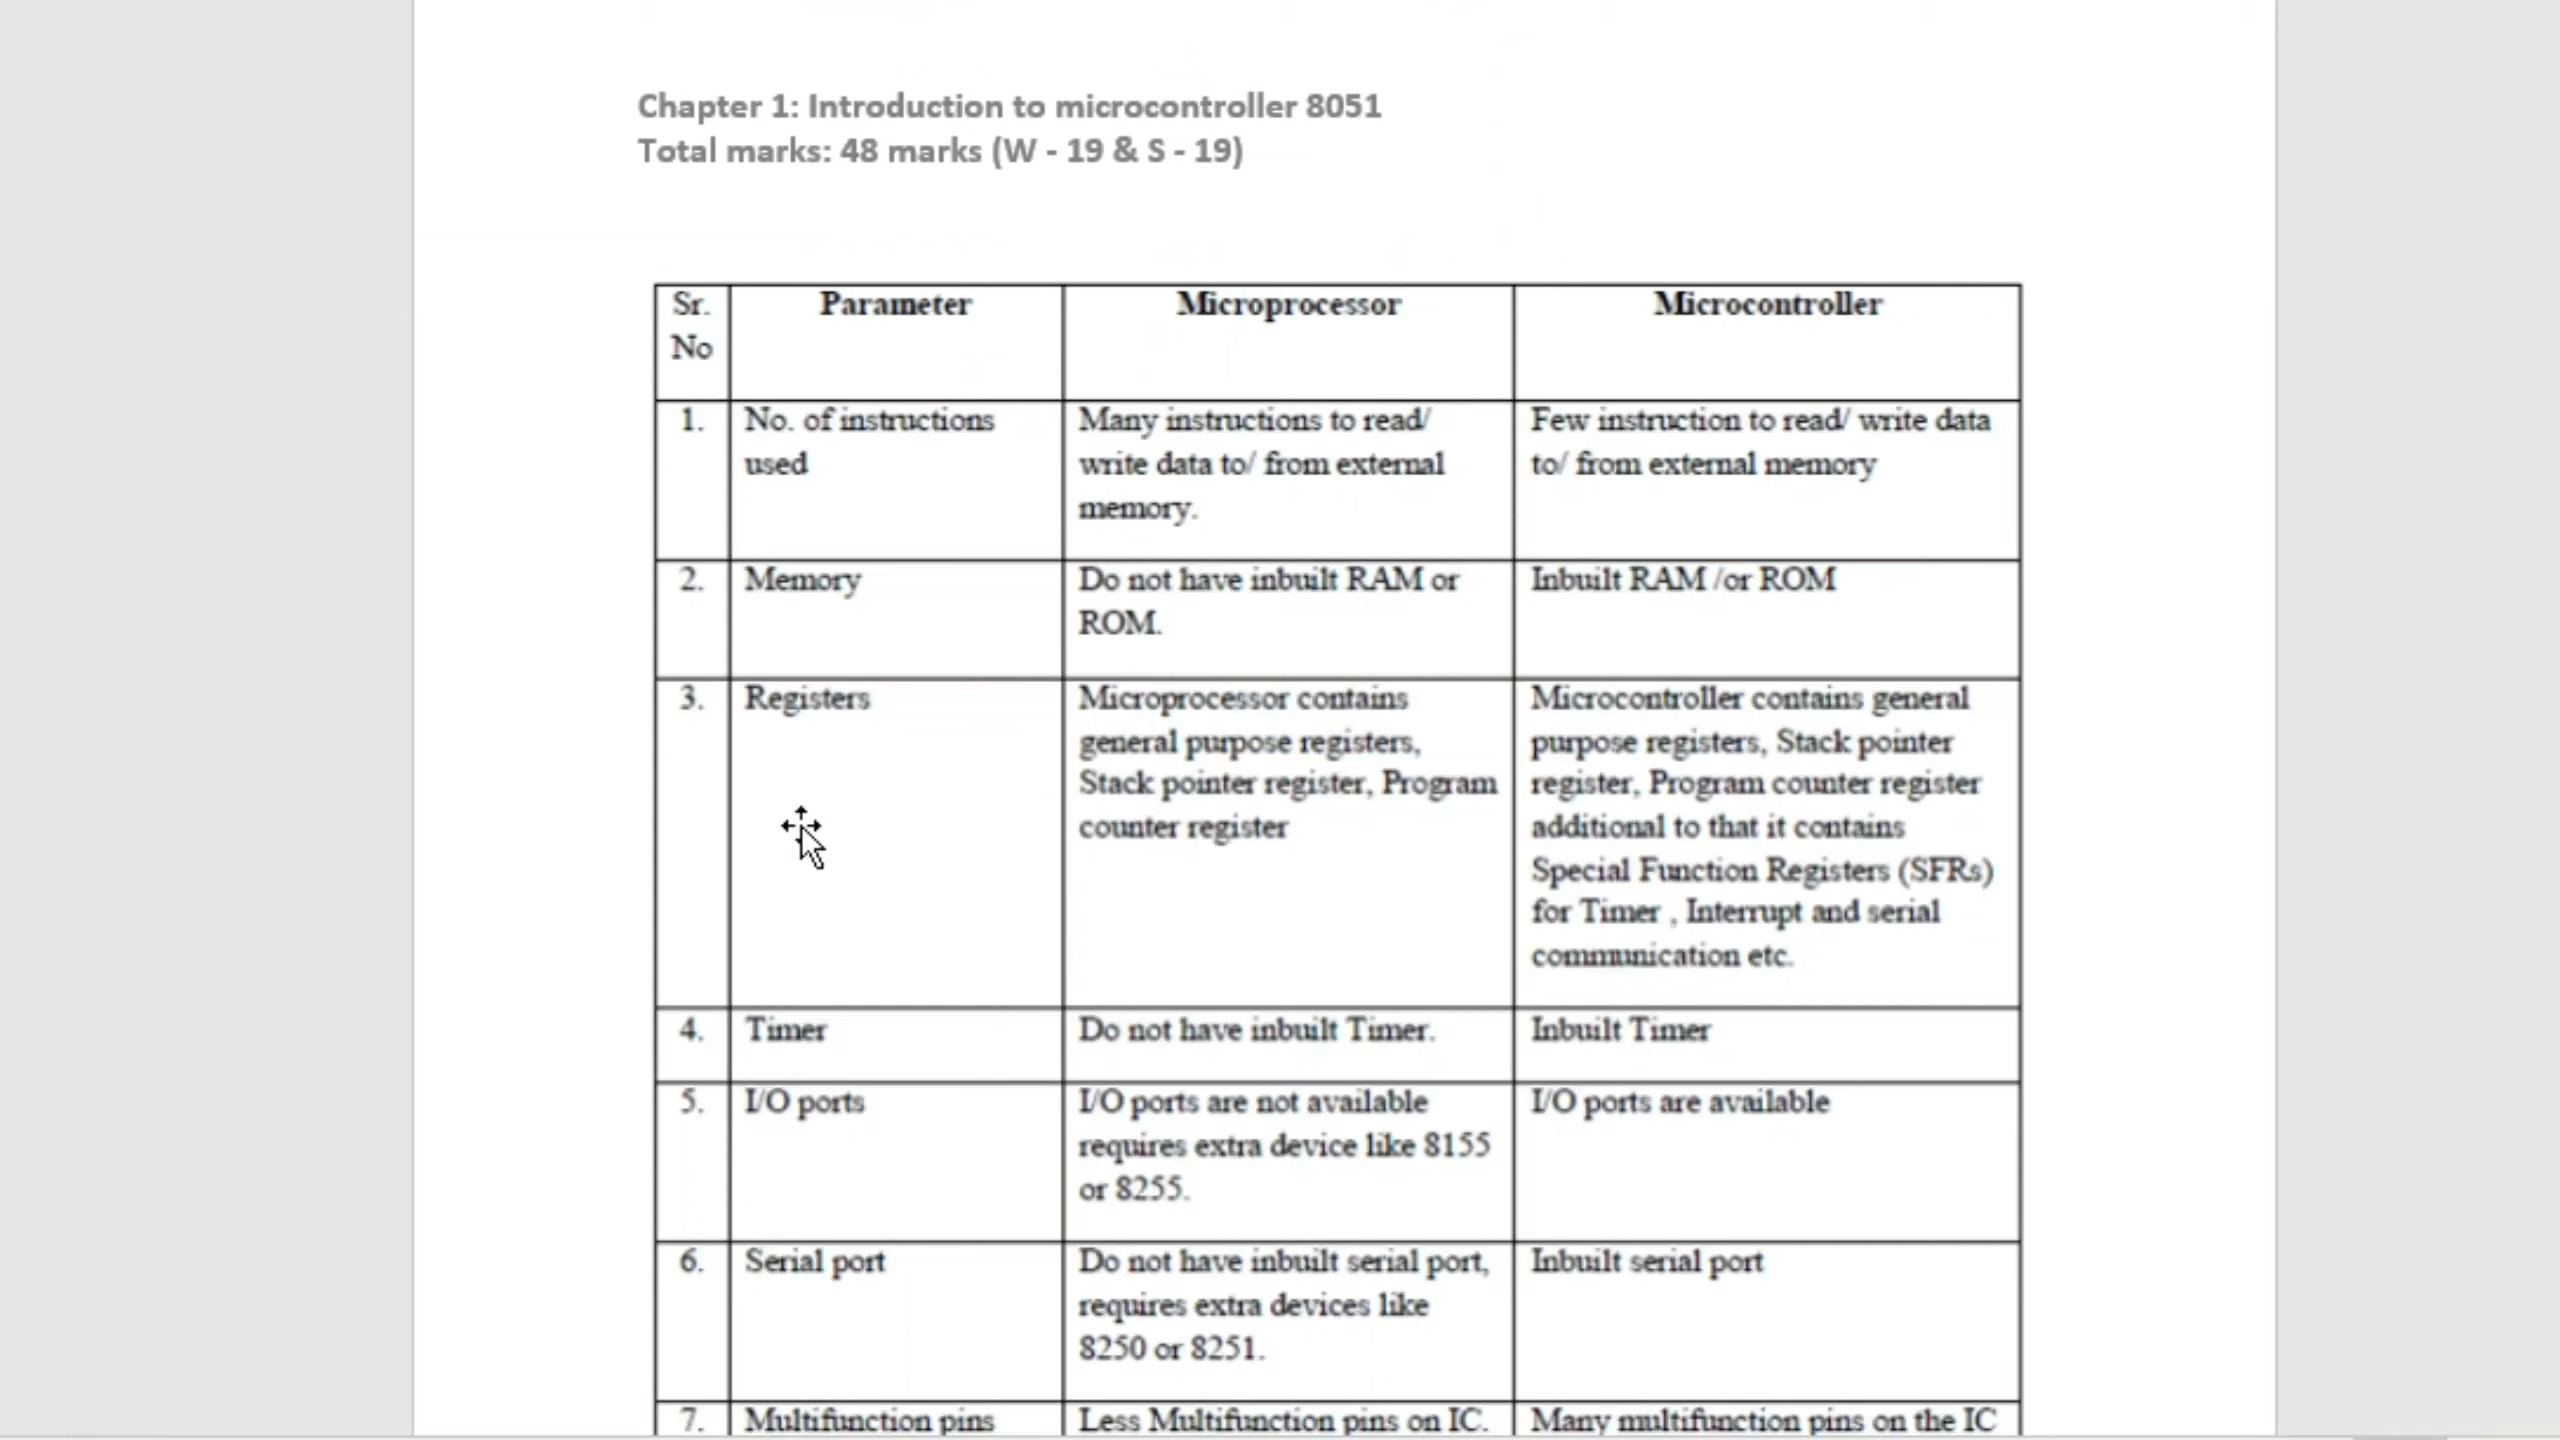 Chapter 1: Introduction to microcontroller 8051
Total marks: 48 marks (W - 19 & S - 19)
Sr.
No
Parameter
Microprocessor
Microcontroller
1.
No. of instructions
used
Many instructions to read/
write data to/ from external
memory.
Few instruction to read/ write data
to/ from external memory
2.
Memory
Do not have inbuilt RAM or
ROM.
Inbuilt RAM /or ROM
3.
Registers
Microprocessor contains
general purpose registers,
Stack pointer register, Program
counter register
Microcontroller contains general
purpose registers, Stack pointer
register, Program counter register
additional to that it contains
Special Function Registers (SFRs)
for Timer , Interrupt and serial
communication etc.
4.
Timer
Do not have inbuilt Timer.
Inbuilt Timer
5.
I/O ports
I/O ports are not available
requires extra device like 8155
or 8255.
I/O ports are available
6.
Serial port
Do not have inbuilt serial port,
requires extra devices like
8250 or 8251.
Inbuilt serial port
7.
Multifunction pins
Less Multifunction pins on IC.
Many multifunction pins on the IC